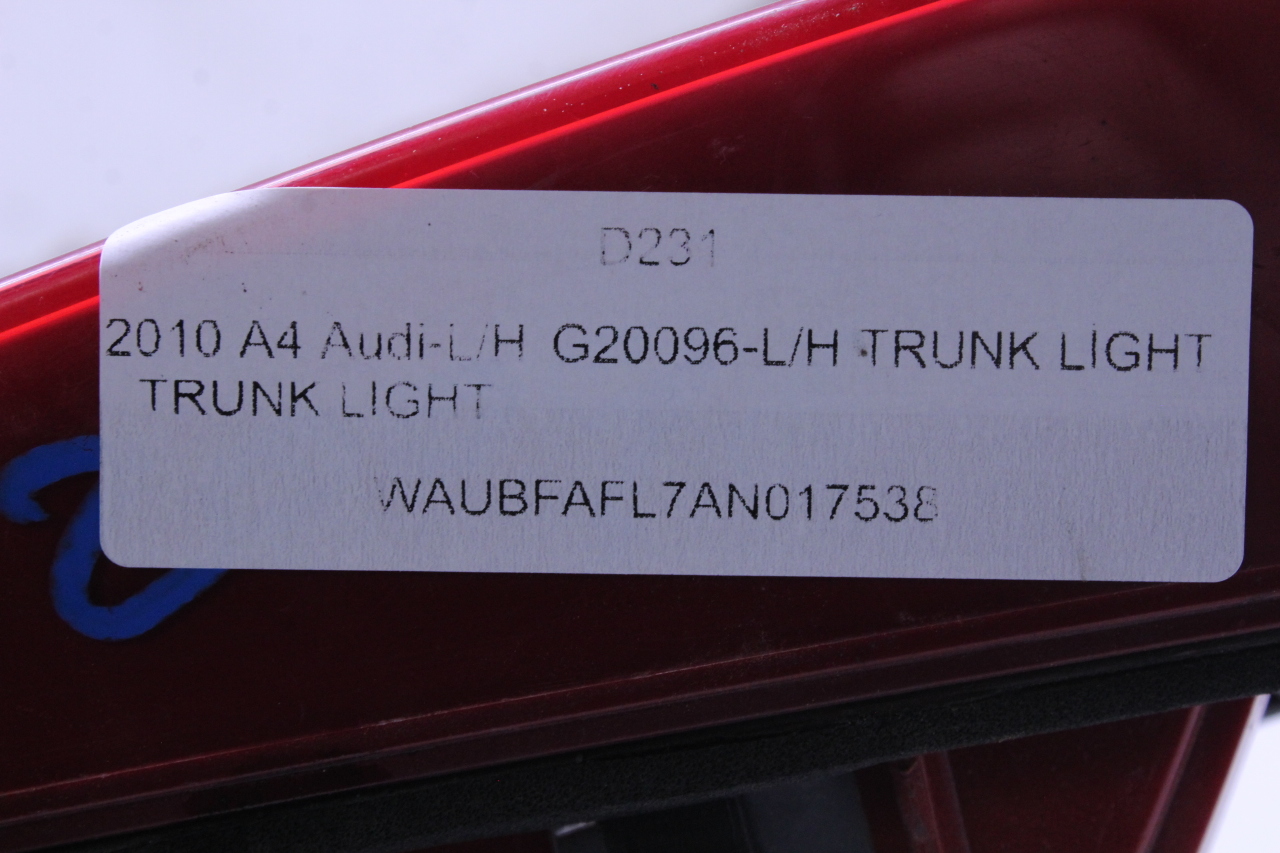 D231
2010 A4 Audi-L/H G20096-L/H TRUNK LIGHT
TRUNK LIGHT
WAUBFAFL7AN017538